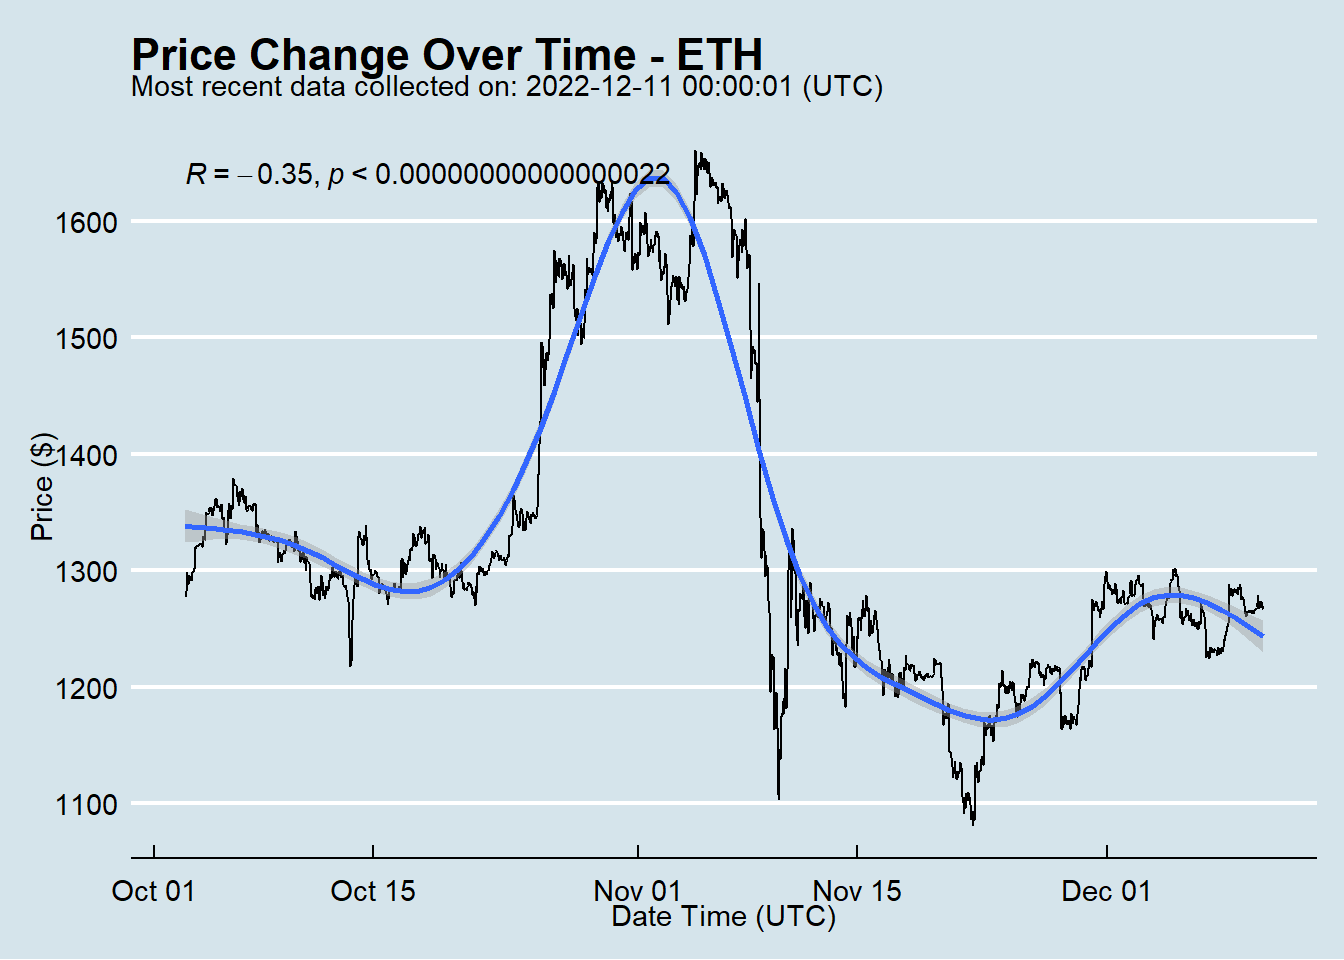 Price Change Over Time - ETH
Most recent data collected on: 2022-12-11 00:00:01 (UTC)
R = −0.35, p < 0.00000000000000022
1600
1500
1400
1300
1200
1100
Price ($)
Oct 01
Oct 15
Nov 01
Nov 15
Dec 01
Date Time (UTC)